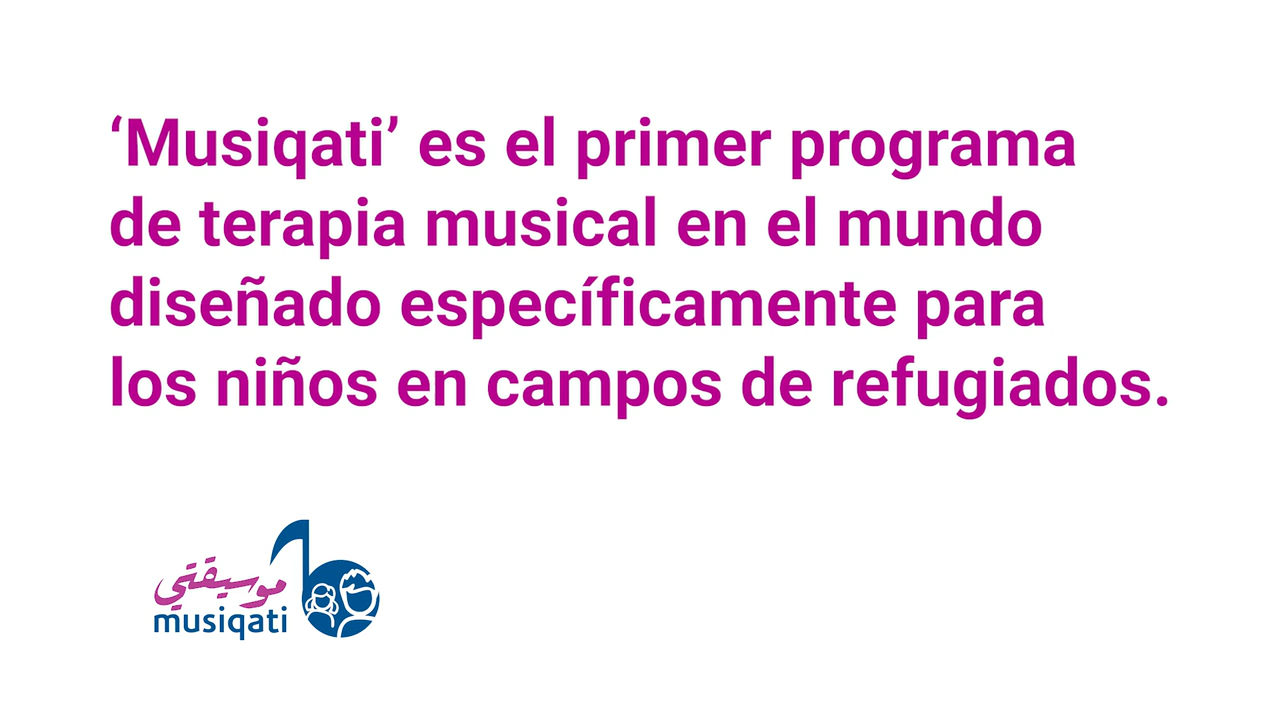 ‘Musiqati’ es el primer programa
de terapia musical en el mundo
diseñado específicamente para
los niños en campos de refugiados.
موسيقتي
musiqati